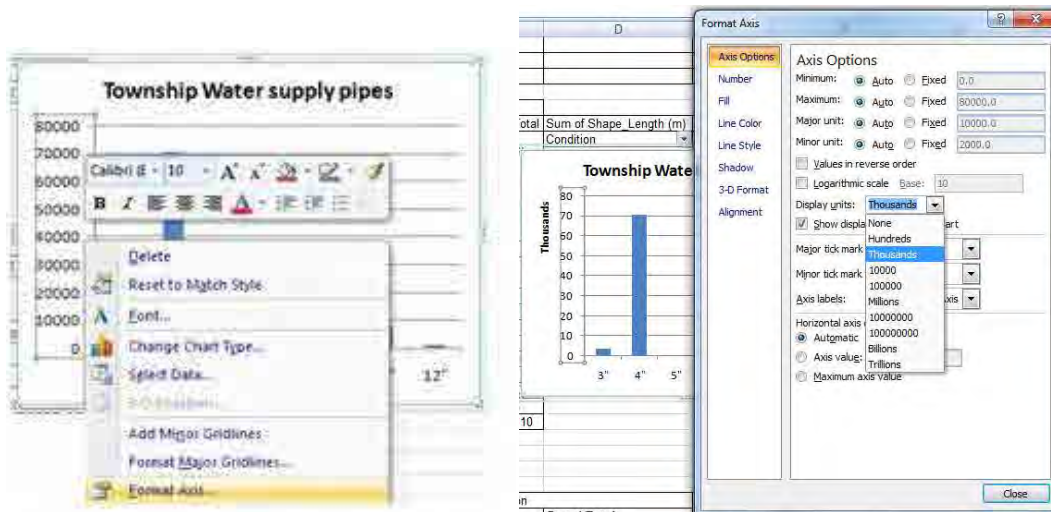 Township Water supply pipes
80000
70000
60000
50000
40000
30000
20000
10000
0
12"
10
A A
B I A
Delete
Reset to Match Style
Font...
Change Chart Type...
Select Data...
Add Minor Gridlines
Format Major Gridlines...
Format Axis...
D
otal Sum of Shape_Length (m)
Condition
Township Wate
Thousands
80
70
60
50
40
30
20
10
0
3" 4" 5"
10
on
Format Axis
Axis Options
Number
Fill
Line Color
Line Style
Shadow
3-D Format
Alignment
Axis Options
Minimum: Auto Fixed 0.0
Maximum: Auto Fixed 80000.0
Major unit: Auto Fixed 10000.0
Minor unit: Auto Fixed 2000.0
Values in reverse order
Logarithmic scale Base: 10
Display units: Thousands
Show displa art
None
Hundreds
Thousands
10000
100000
Millions
10000000
100000000
Billions
Trillions
Major tick mark
Minor tick mark
Axis labels: xis
Horizontal axis
Automatic
Axis value:
Maximum axis value
Close